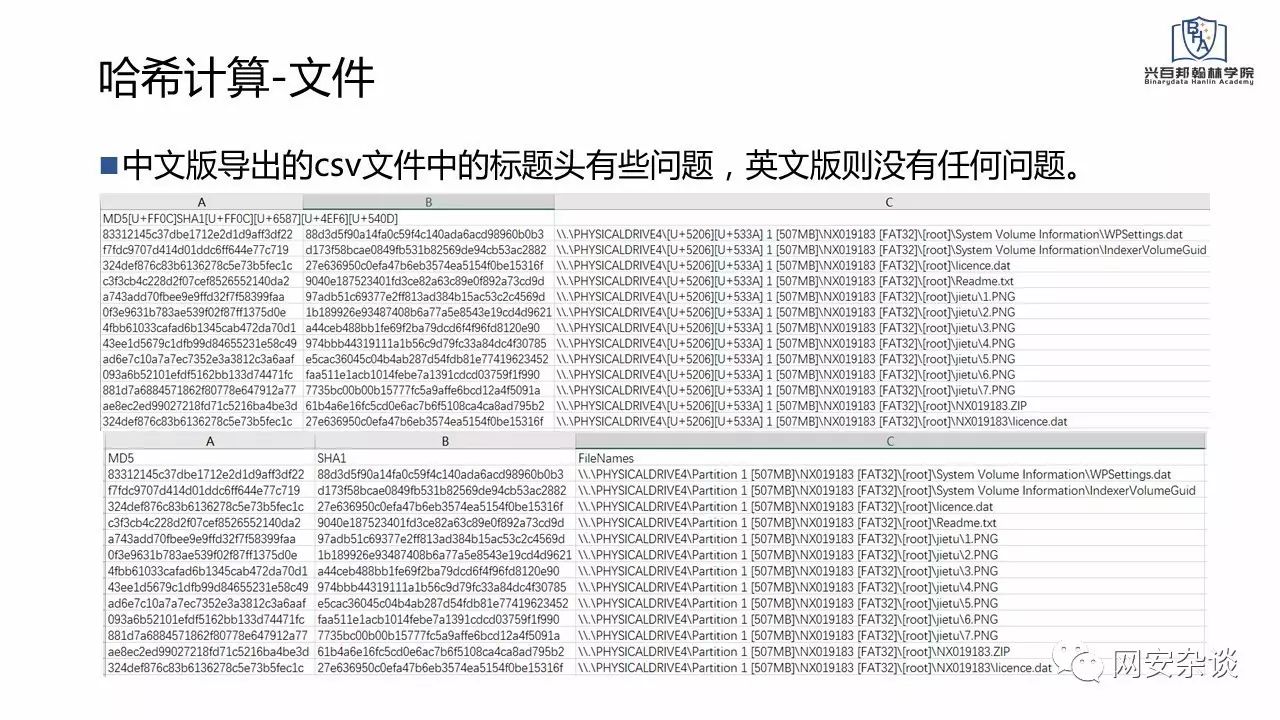 兴百邦翰林学院
Binarydata Hanlin Academy
哈希计算-文件
中文版导出的csv文件中的标题头有些问题，英文版则没有任何问题。
A B C
MD5[U+FF0C]SHA1[U+FF0C][U+6587][U+4EF6][U+540D]
83312145c37dbe1712e2d1d9aff3df22 88d3d5f90a14fa0c59f4c140ada6acd98960b0b3 \\.\PHYSICALDRIVE4\[U+5206][U+533A] 1 [507MB]\NX019183 [FAT32]\[root]\System Volume Information\WPSettings.dat
f7fdc9707d414d01ddc6ff644e77c719 d173f58bcae0849fb531b82569de94cb53ac2882 \\.\PHYSICALDRIVE4\[U+5206][U+533A] 1 [507MB]\NX019183 [FAT32]\[root]\System Volume Information\IndexerVolumeGuid
324def876c83b6136278c5e73b5fec1c 27e636950c0efa47b6eb3574ea5154f0be15316f \\.\PHYSICALDRIVE4\[U+5206][U+533A] 1 [507MB]\NX019183 [FAT32]\[root]\licence.dat
c3f3cb4c228d2f07cef8526552140da2 9040e187523401fd3ce82a63c89e0f892a73cd9d \\.\PHYSICALDRIVE4\[U+5206][U+533A] 1 [507MB]\NX019183 [FAT32]\[root]\Readme.txt
a743add70fbee9e9ffd32f7f58399faa 97adb51c69377e2ff813ad384b15ac53c2c4569d \\.\PHYSICALDRIVE4\[U+5206][U+533A] 1 [507MB]\NX019183 [FAT32]\[root]\jietu\1.PNG
0f3e9631b783ae539f02f87ff1375d0e 1b189926e93487408b6a77a5e8543e19cd4d9621 \\.\PHYSICALDRIVE4\[U+5206][U+533A] 1 [507MB]\NX019183 [FAT32]\[root]\jietu\2.PNG
4fbb61033cafad6b1345cab472da70d1 a44ceb488bb1fe69f2ba79dcd6f4f96fd8120e90 \\.\PHYSICALDRIVE4\[U+5206][U+533A] 1 [507MB]\NX019183 [FAT32]\[root]\jietu\3.PNG
43ee1d5679c1dfb99d84655231e58c49 974bbb44319111a1b56c9d79fc33a84dc4f30785 \\.\PHYSICALDRIVE4\[U+5206][U+533A] 1 [507MB]\NX019183 [FAT32]\[root]\jietu\4.PNG
ad6e7c10a7a7ec7352e3a3812c3a6aaf e5cac36045c04b4ab287d54fdb81e77419623452 \\.\PHYSICALDRIVE4\[U+5206][U+533A] 1 [507MB]\NX019183 [FAT32]\[root]\jietu\5.PNG
093a6b52101efdf5162bb133d74471fc faa511e1acb1014febe7a1391cdcd03759f1f990 \\.\PHYSICALDRIVE4\[U+5206][U+533A] 1 [507MB]\NX019183 [FAT32]\[root]\jietu\6.PNG
881d7a6884571862f80778e647912a77 7735bc00b00b15777fc5a9affe6bcd12a4f5091a \\.\PHYSICALDRIVE4\[U+5206][U+533A] 1 [507MB]\NX019183 [FAT32]\[root]\jietu\7.PNG
ae8ec2ed99027218fd71c5216ba4be3d 61b4a6e16fc5cd0e6ac7b6f5108ca4ca8ad795b2 \\.\PHYSICALDRIVE4\[U+5206][U+533A] 1 [507MB]\NX019183 [FAT32]\[root]\NX019183.ZIP
324def876c83b6136278c5e73b5fec1c 27e636950c0efa47b6eb3574ea5154f0be15316f \\.\PHYSICALDRIVE4\[U+5206][U+533A] 1 [507MB]\NX019183 [FAT32]\[root]\NX019183\licence.dat
A B C
MD5 SHA1 FileNames
83312145c37dbe1712e2d1d9aff3df22 88d3d5f90a14fa0c59f4c140ada6acd98960b0b3 \\.\PHYSICALDRIVE4\Partition 1 [507MB]\NX019183 [FAT32]\[root]\System Volume Information\WPSettings.dat
f7fdc9707d414d01ddc6ff644e77c719 d173f58bcae0849fb531b82569de94cb53ac2882 \\.\PHYSICALDRIVE4\Partition 1 [507MB]\NX019183 [FAT32]\[root]\System Volume Information\IndexerVolumeGuid
324def876c83b6136278c5e73b5fec1c 27e636950c0efa47b6eb3574ea5154f0be15316f \\.\PHYSICALDRIVE4\Partition 1 [507MB]\NX019183 [FAT32]\[root]\licence.dat
c3f3cb4c228d2f07cef8526552140da2 9040e187523401fd3ce82a63c89e0f892a73cd9d \\.\PHYSICALDRIVE4\Partition 1 [507MB]\NX019183 [FAT32]\[root]\Readme.txt
a743add70fbee9e9ffd32f7f58399faa 97adb51c69377e2ff813ad384b15ac53c2c4569d \\.\PHYSICALDRIVE4\Partition 1 [507MB]\NX019183 [FAT32]\[root]\jietu\1.PNG
0f3e9631b783ae539f02f87ff1375d0e 1b189926e93487408b6a77a5e8543e19cd4d9621 \\.\PHYSICALDRIVE4\Partition 1 [507MB]\NX019183 [FAT32]\[root]\jietu\2.PNG
4fbb61033cafad6b1345cab472da70d1 a44ceb488bb1fe69f2ba79dcd6f4f96fd8120e90 \\.\PHYSICALDRIVE4\Partition 1 [507MB]\NX019183 [FAT32]\[root]\jietu\3.PNG
43ee1d5679c1dfb99d84655231e58c49 974bbb44319111a1b56c9d79fc33a84dc4f30785 \\.\PHYSICALDRIVE4\Partition 1 [507MB]\NX019183 [FAT32]\[root]\jietu\4.PNG
ad6e7c10a7a7ec7352e3a3812c3a6aaf e5cac36045c04b4ab287d54fdb81e77419623452 \\.\PHYSICALDRIVE4\Partition 1 [507MB]\NX019183 [FAT32]\[root]\jietu\5.PNG
093a6b52101efdf5162bb133d74471fc faa511e1acb1014febe7a1391cdcd03759f1f990 \\.\PHYSICALDRIVE4\Partition 1 [507MB]\NX019183 [FAT32]\[root]\jietu\6.PNG
881d7a6884571862f80778e647912a77 7735bc00b00b15777fc5a9affe6bcd12a4f5091a \\.\PHYSICALDRIVE4\Partition 1 [507MB]\NX019183 [FAT32]\[root]\jietu\7.PNG
ae8ec2ed99027218fd71c5216ba4be3d 61b4a6e16fc5cd0e6ac7b6f5108ca4ca8ad795b2 \\.\PHYSICALDRIVE4\Partition 1 [507MB]\NX019183 [FAT32]\[root]\NX019183.ZIP
324def876c83b6136278c5e73b5fec1c 27e636950c0efa47b6eb3574ea5154f0be15316f \\.\PHYSICALDRIVE4\Partition 1 [507MB]\NX019183 [FAT32]\[root]\NX019183\licence.dat
网安杂谈